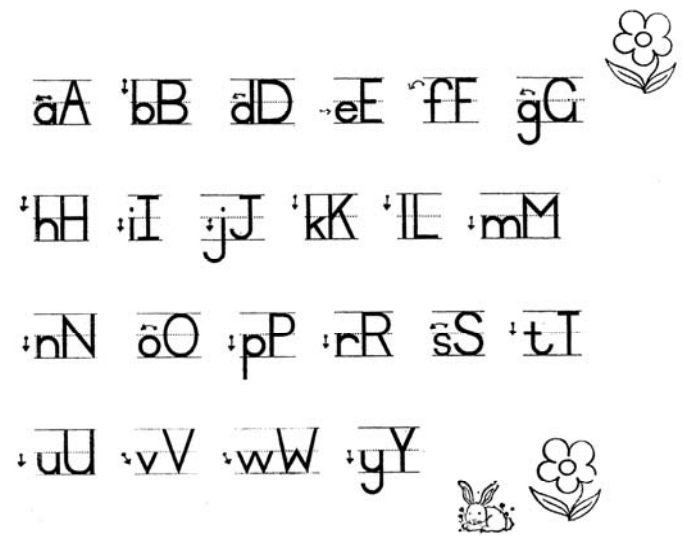 aA bB dD eE fF gG
hH iI jJ kK lL mM
nN oO pP rR sS tT
uU vV wW yY